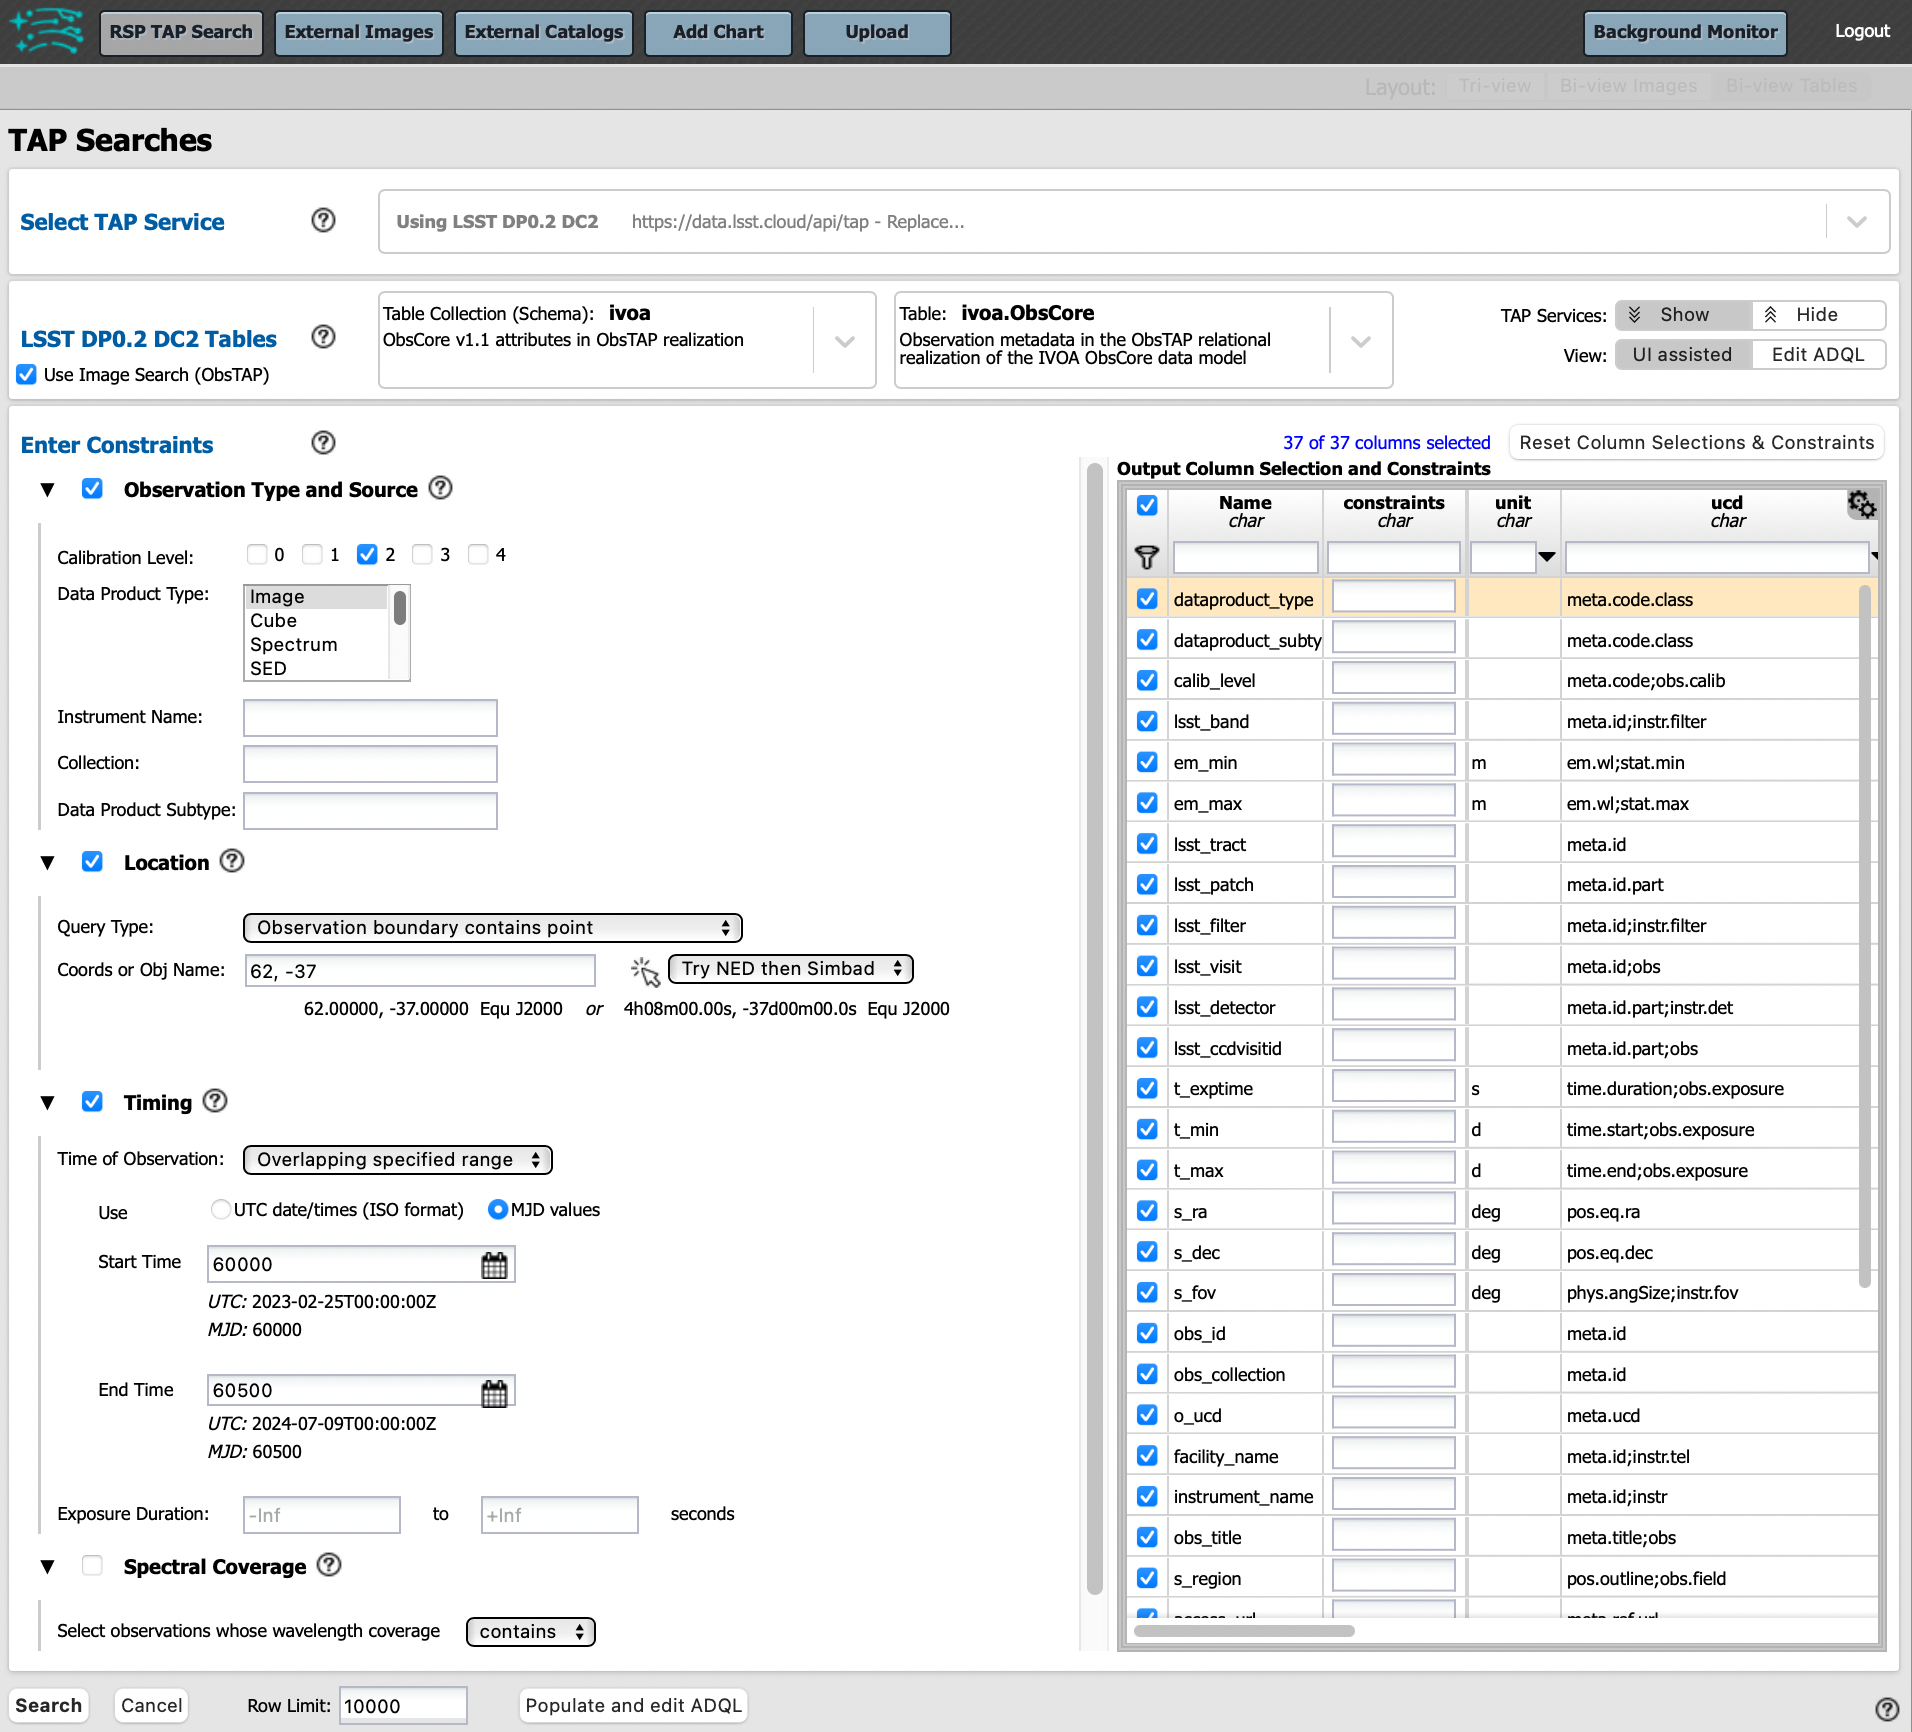 RSP TAP Search
External Images
External Catalogs
Add Chart
Upload
Background Monitor
Logout
Layout: Tri-view Bi-view Images Bi-view Tables
TAP Searches
Select TAP Service
Using LSST DP0.2 DC2 https://data.lsst.cloud/api/tap - Replace...
LSST DP0.2 DC2 Tables
Use Image Search (ObsTAP)
Table Collection (Schema): ivoa
ObsCore v1.1 attributes in ObsTAP realization
Table: ivoa.ObsCore
Observation metadata in the ObsTAP relational
realization of the IVOA ObsCore data model
TAP Services: Show Hide
View: UI assisted Edit ADQL
Enter Constraints
Observation Type and Source
Calibration Level: 0 1 2 3 4
Data Product Type: Image
Cube
Spectrum
SED
Instrument Name:
Collection:
Data Product Subtype:
Location
Query Type: Observation boundary contains point
Coords or Obj Name: 62, -37 Try NED then Simbad
62.00000, -37.00000 Equ J2000 or 4h08m00.00s, -37d00m00.0s Equ J2000
Timing
Time of Observation: Overlapping specified range
Use UTC date/times (ISO format) MJD values
Start Time 60000
UTC: 2023-02-25T00:00:00Z
MJD: 60000
End Time 60500
UTC: 2024-07-09T00:00:00Z
MJD: 60500
Exposure Duration: -Inf to +Inf seconds
Spectral Coverage
Select observations whose wavelength coverage contains
37 of 37 columns selected
Reset Column Selections & Constraints
Output Column Selection and Constraints
Name constraints unit ucd
char char char char
dataproduct_type meta.code.class
dataproduct_subty meta.code.class
calib_level meta.code;obs.calib
lsst_band meta.id;instr.filter
em_min m em.wl;stat.min
em_max m em.wl;stat.max
lsst_tract meta.id
lsst_patch meta.id.part
lsst_filter meta.id;instr.filter
lsst_visit meta.id;obs
lsst_detector meta.id.part;instr.det
lsst_ccdvisitid meta.id.part;obs
t_exptime s time.duration;obs.exposure
t_min d time.start;obs.exposure
t_max d time.end;obs.exposure
s_ra deg pos.eq.ra
s_dec deg pos.eq.dec
s_fov deg phys.angSize;instr.fov
obs_id meta.id
obs_collection meta.id
o_ucd meta.ucd
facility_name meta.id;instr.tel
instrument_name meta.id;instr
obs_title meta.title;obs
s_region pos.outline;obs.field
access_url meta.ref.url
Search
Cancel
Row Limit: 10000
Populate and edit ADQL